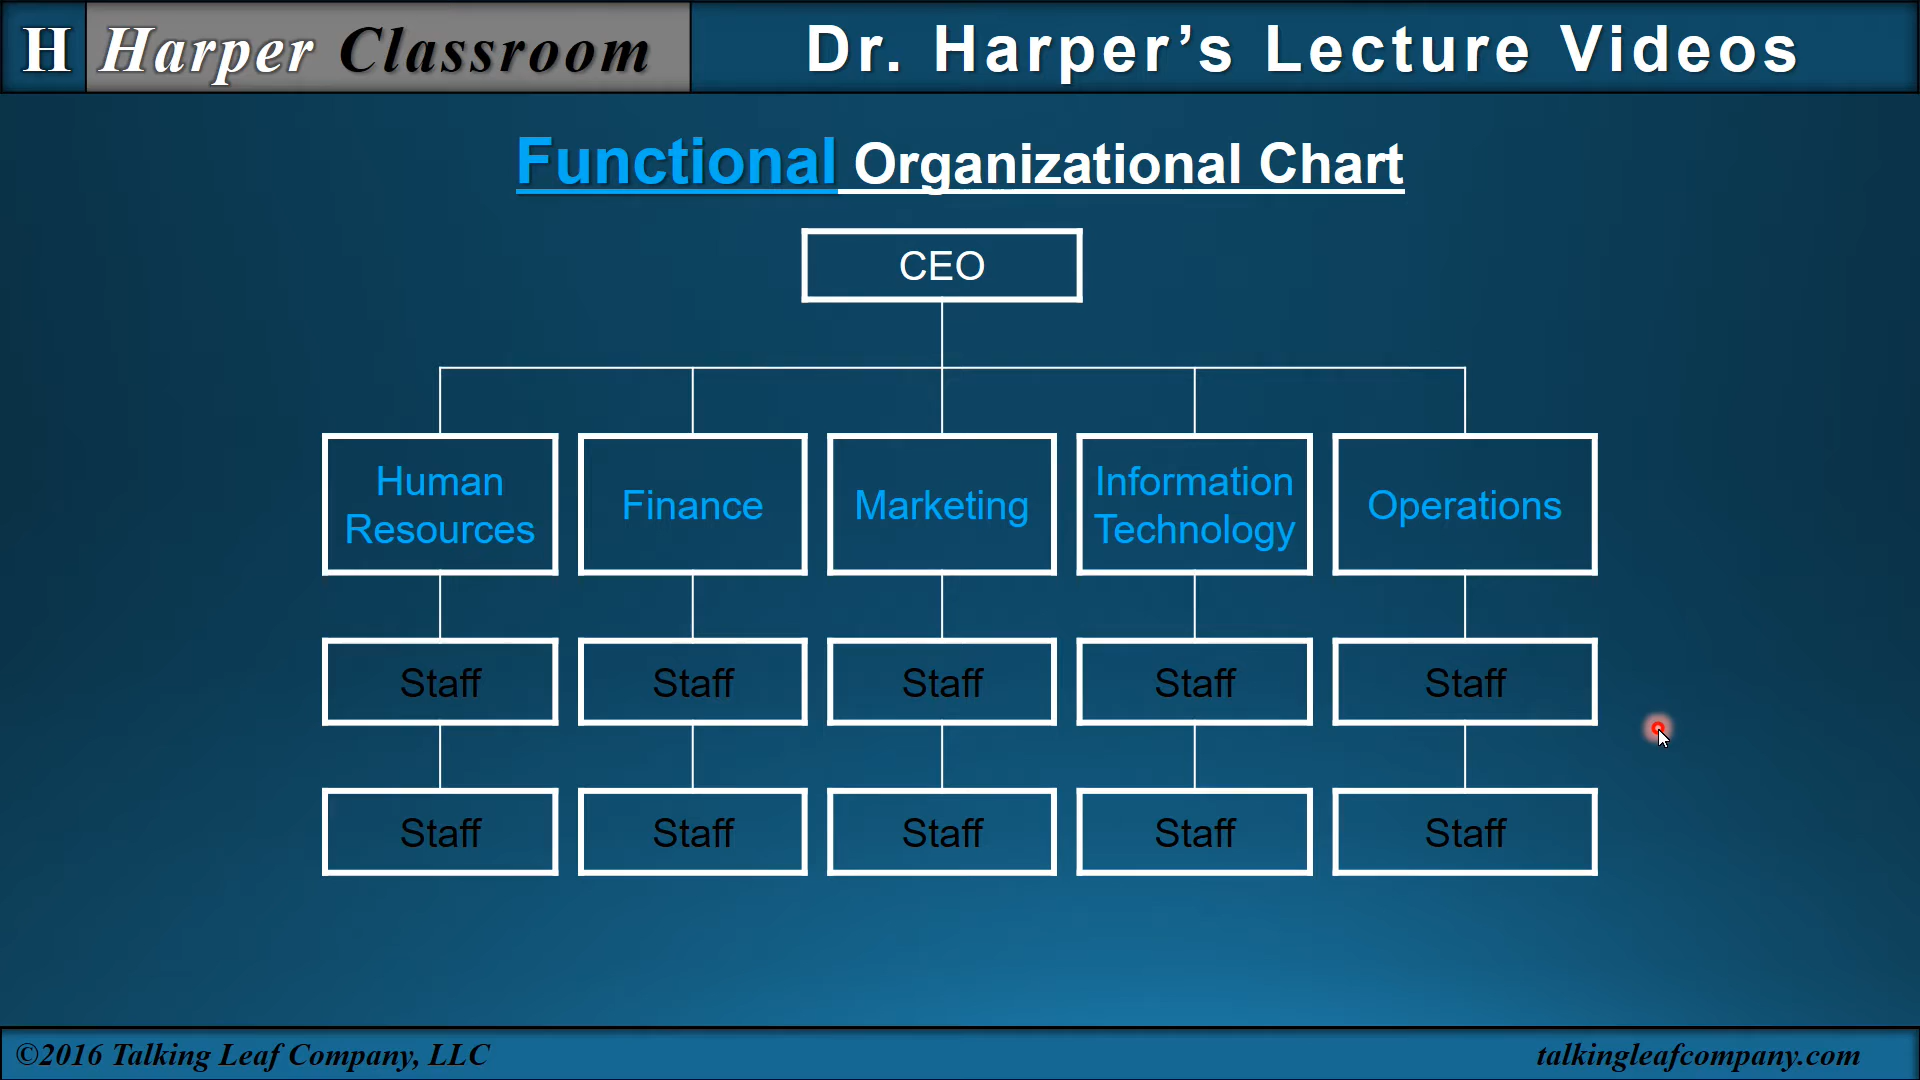 H Harper Classroom
Dr. Harper’s Lecture Videos
Functional Organizational Chart
CEO
Human
Resources
Finance
Marketing
Information
Technology
Operations
Staff
Staff
Staff
Staff
Staff
Staff
Staff
Staff
Staff
Staff
©2016 Talking Leaf Company, LLC
talkingleafcompany.com